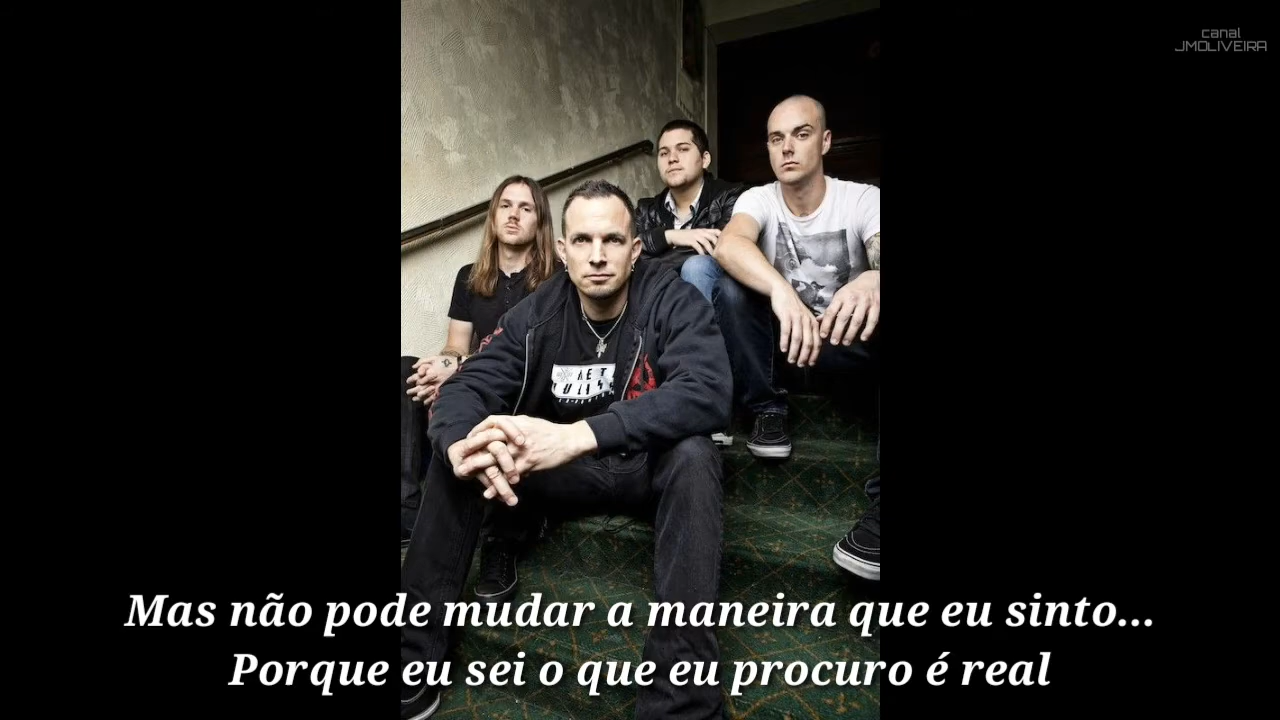 canal
JMOLIVEIRA
Mas não pode mudar a maneira que eu sinto...
Porque eu sei o que eu procuro é real